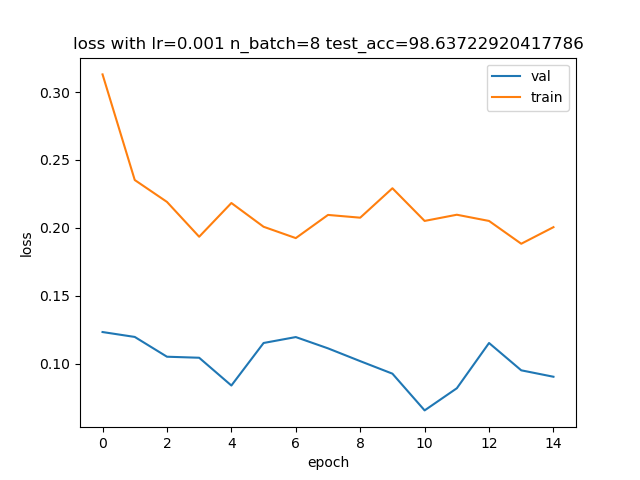 loss with lr=0.001 n_batch=8 test_acc=98.63722920417786
val
train
0.30
0.25
0.20
0.15
0.10
loss
0 2 4 6 8 10 12 14
epoch